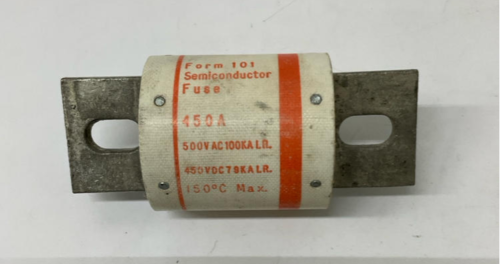 Form 101
Semiconductor
Fuse
450A
500VAC100KA I.R.
450VDC79KA I.R.
150°C Max.